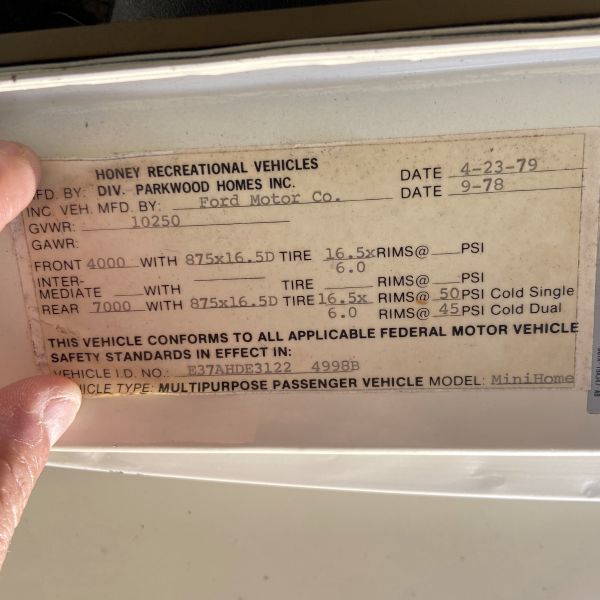 HONEY RECREATIONAL VEHICLES
FD. BY: DIV. PARKWOOD HOMES INC. DATE 4-23-79
INC. VEH. MFD. BY: Ford Motor Co. DATE 9-78
GVWR: 10250
GAWR:
FRONT 4000 WITH 875x16.5D TIRE 16.5x6.0 RIMS@ PSI
INTER-
MEDIATE WITH TIRE RIMS@ PSI
REAR 7000 WITH 875x16.5D TIRE 16.5x RIMS@ 50 PSI Cold Single
6.0 RIMS@ 45 PSI Cold Dual
THIS VEHICLE CONFORMS TO ALL APPLICABLE FEDERAL MOTOR VEHICLE
SAFETY STANDARDS IN EFFECT IN:
VEHICLE I.D. NO.: E37AHDE3122 4998B
VEHICLE TYPE: MULTIPURPOSE PASSENGER VEHICLE MODEL: MiniHome